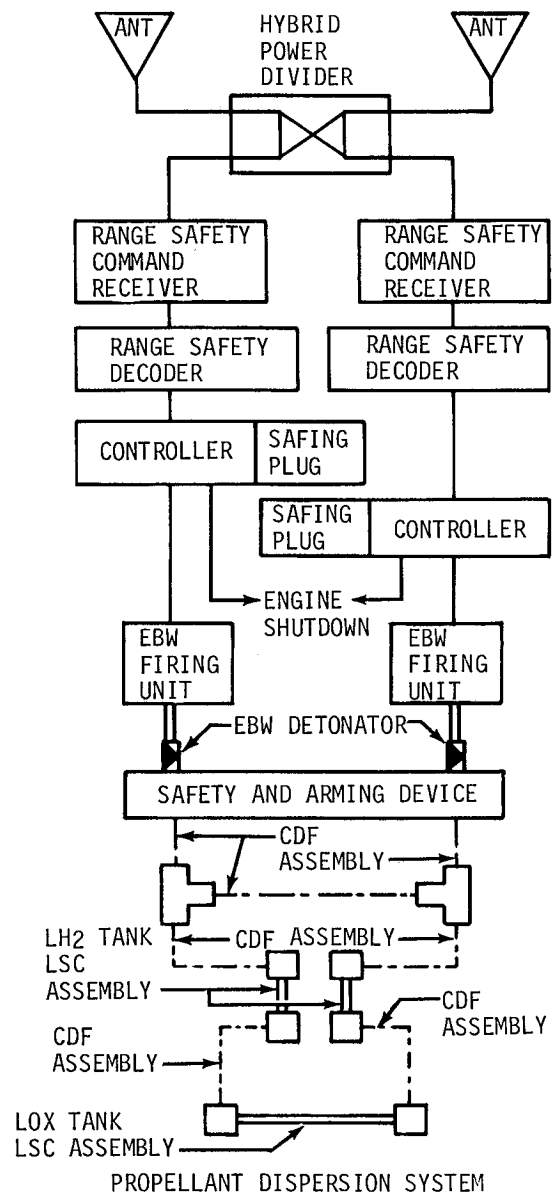 ANT
HYBRID
POWER
DIVIDER
ANT
RANGE SAFETY
COMMAND
RECEIVER
RANGE SAFETY
COMMAND
RECEIVER
RANGE SAFETY
DECODER
RANGE SAFETY
DECODER
CONTROLLER
SAFING
PLUG
SAFING
PLUG
CONTROLLER
ENGINE
SHUTDOWN
EBW
FIRING
UNIT
EBW
FIRING
UNIT
EBW DETONATOR
SAFETY AND ARMING DEVICE
CDF
ASSEMBLY
LH2 TANK
LSC
ASSEMBLY
CDF ASSEMBLY
CDF
ASSEMBLY
CDF
ASSEMBLY
LOX TANK
LSC ASSEMBLY
PROPELLANT DISPERSION SYSTEM